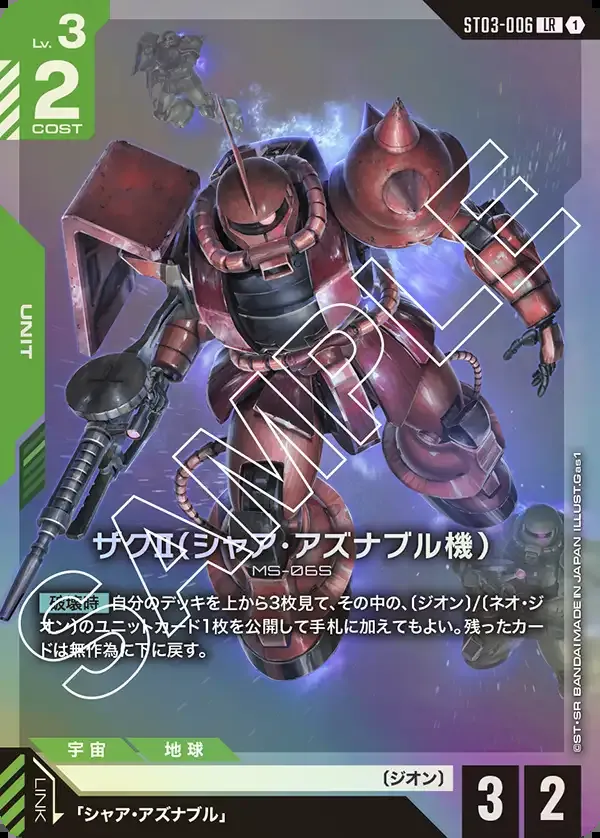 Lv. 3
2
COST
ST03-006 LR 1
UNIT
SAMPLE
ザクⅡ(シャア・アズナブル機)
MS-06S
破壊時 自分のデッキを上から3枚見て、その中の、〔ジオン〕/〔ネオ・ジ
オン〕のユニットカード1枚を公開して手札に加えてもよい。残ったカー
ドは無作為に下に戻す。
©ST・SR BANDAI MADE IN JAPAN ILLUST.Gas1
宇宙 地球
〔ジオン〕
LINK
「シャア・アズナブル」
3 2